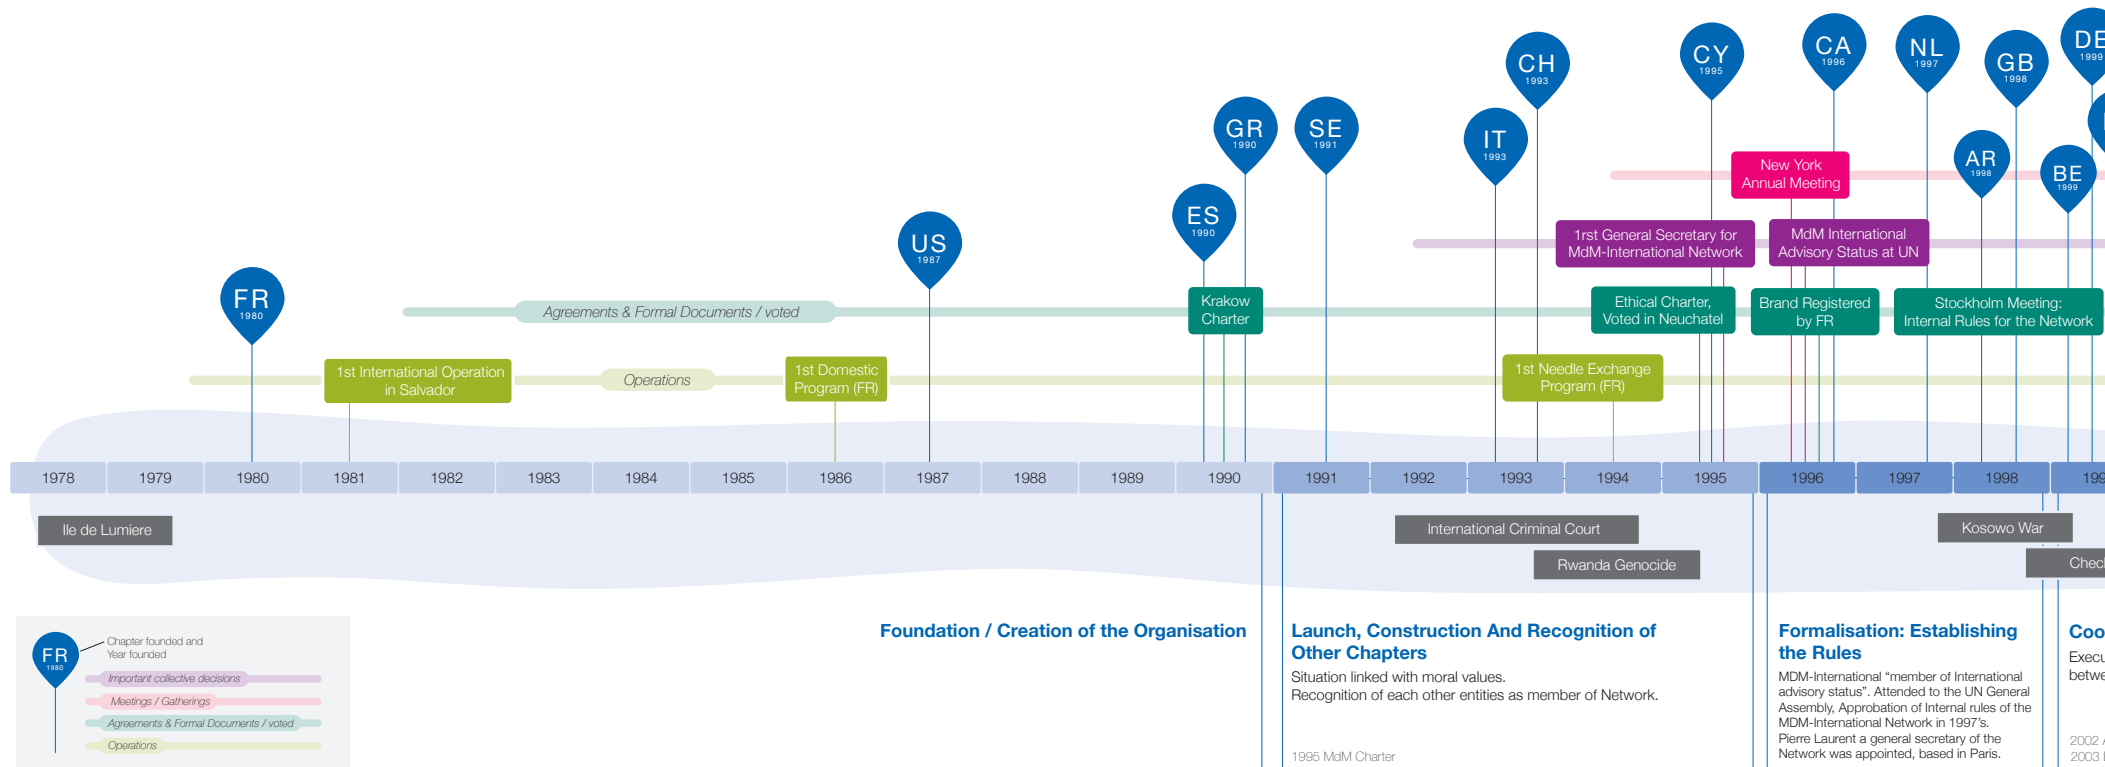 FR
1980
US
1987
ES
1990
GR
1990
SE
1991
IT
1993
CH
1993
CY
1995
CA
1996
NL
1997
AR
1998
GB
1998
BE
1999
DE
1999
New York
Annual Meeting
1rst General Secretary for
MdM-International Network
MdM International
Advisory Status at UN
Agreements & Formal Documents / voted
Krakow
Charter
Ethical Charter,
Voted in Neuchatel
Brand Registered
by FR
Stockholm Meeting:
Internal Rules for the Network
1st International Operation
in Salvador
Operations
1st Domestic
Program (FR)
1st Needle Exchange
Program (FR)
1978 1979 1980 1981 1982 1983 1984 1985 1986 1987 1988 1989 1990 1991 1992 1993 1994 1995 1996 1997 1998 199
Ile de Lumiere
International Criminal Court
Rwanda Genocide
Kosowo War
Chec
FR
1980
Chapter founded and
Year founded
Important collective decisions
Meetings / Gatherings
Agreements & Formal Documents / voted
Operations
Foundation / Creation of the Organisation
Launch, Construction And Recognition of
Other Chapters
Situation linked with moral values.
Recognition of each other entities as member of Network.
1995 MdM Charter
Formalisation: Establishing
the Rules
MDM-International “member of International
advisory status”. Attended to the UN General
Assembly, Approbation of Internal rules of the
MDM-International Network in 1997’s.
Pierre Laurent a general secretary of the
Network was appointed, based in Paris.
Coo
Execu
betwe
2002
2003